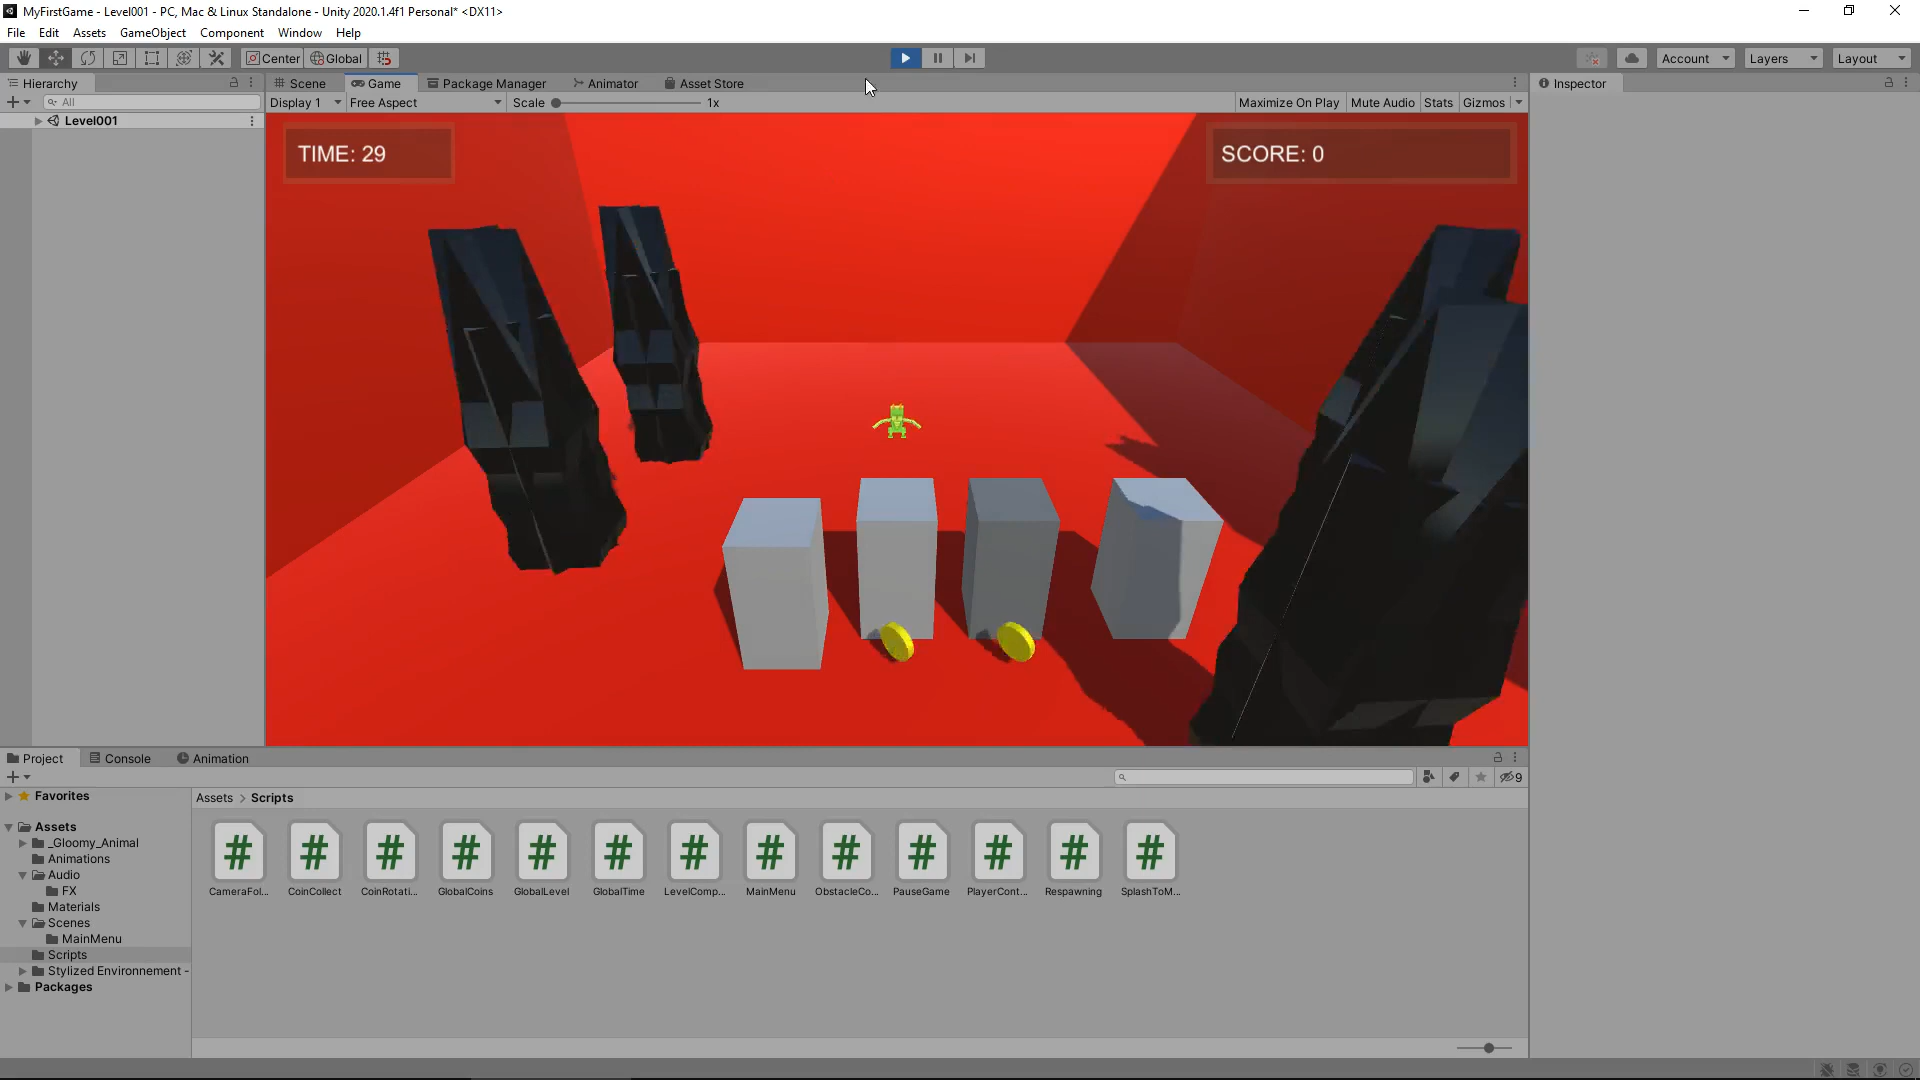 MyFirstGame - Level001 - PC, Mac & Linux Standalone - Unity 2020.1.4f1 Personal* <DX11>
File Edit Assets GameObject Component Window Help
Center Global Account Layers Layout
Hierarchy Scene Game Package Manager Animator Asset Store Inspector
All Display 1 Free Aspect Scale 1x Maximize On Play Mute Audio Stats Gizmos
Level001
TIME: 29
SCORE: 0
Project Console Animation
9
Favorites
Assets > Scripts
Assets
_Gloomy_Animal
Animations
Audio
FX
Materials
Scenes
MainMenu
Scripts
Stylized Environnement -
Packages
# # # # # # # # # # # # #
CameraFol... CoinCollect CoinRotati... GlobalCoins GlobalLevel GlobalTime LevelComp... MainMenu ObstacleCo... PauseGame PlayerCont... Respawning SplashToM...